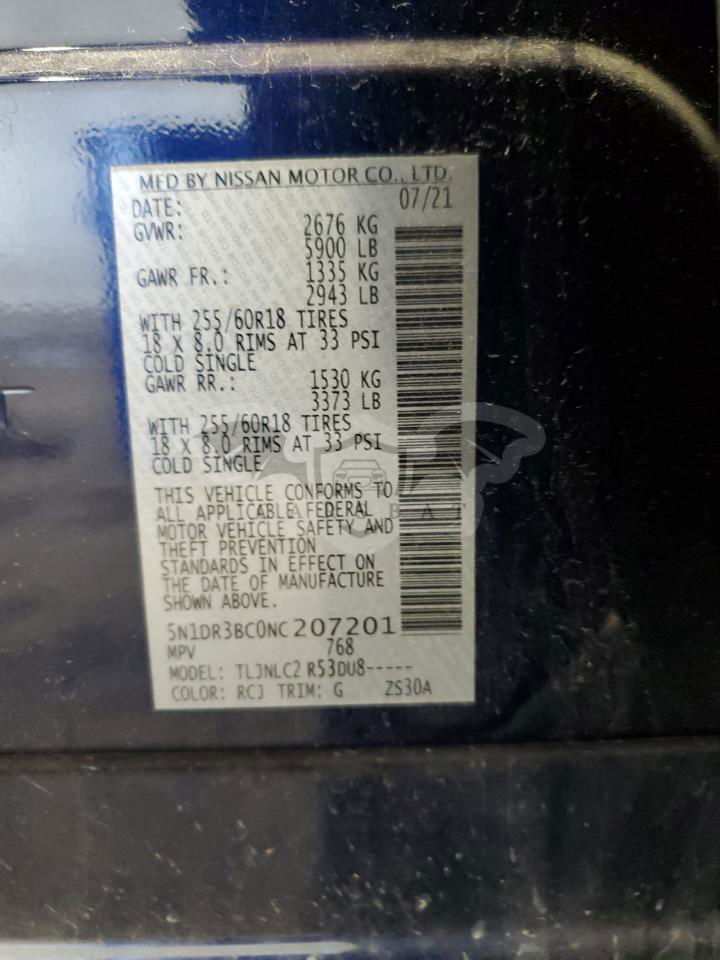 MFD BY NISSAN MOTOR CO., LTD.
DATE: 07/21
GVWR: 2676 KG
5900 LB
GAWR FR.: 1335 KG
2943 LB
WITH 255/60R18 TIRES
18 X 8.0 RIMS AT 33 PSI
COLD SINGLE
GAWR RR.: 1530 KG
3373 LB
WITH 255/60R18 TIRES
18 X 8.0 RIMS AT 33 PSI
COLD SINGLE
THIS VEHICLE CONFORMS TO
ALL APPLICABLE FEDERAL
MOTOR VEHICLE SAFETY AND
THEFT PREVENTION
STANDARDS IN EFFECT ON
THE DATE OF MANUFACTURE
SHOWN ABOVE.
5N1DR3BC0NC207201
MPV 768
MODEL: TLJNLC2 R53DU8-----
COLOR: RCJ TRIM: G ZS30A